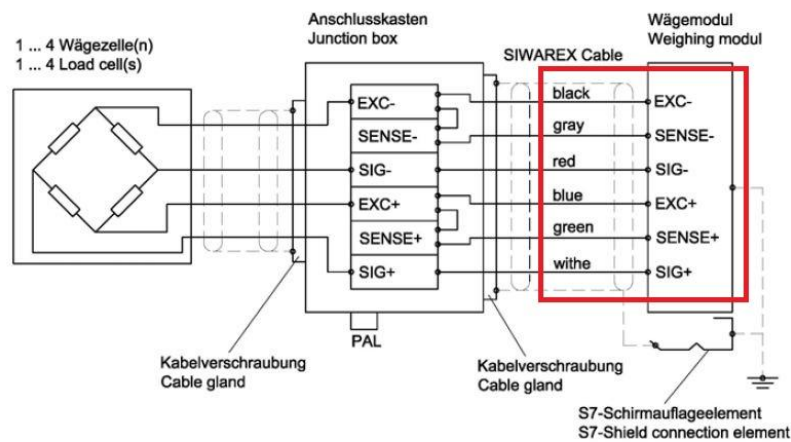 1 ... 4 Wägezelle(n)
1 ... 4 Load cell(s)
Anschlusskasten
Junction box
SIWAREX Cable
Wägemodul
Weighing modul
EXC-
SENSE-
SIG-
EXC+
SENSE+
SIG+
black
gray
red
blue
green
withe
EXC-
SENSE-
SIG-
EXC+
SENSE+
SIG+
PAL
Kabelverschraubung
Cable gland
Kabelverschraubung
Cable gland
S7-Schirmauflageelement
S7-Shield connection element